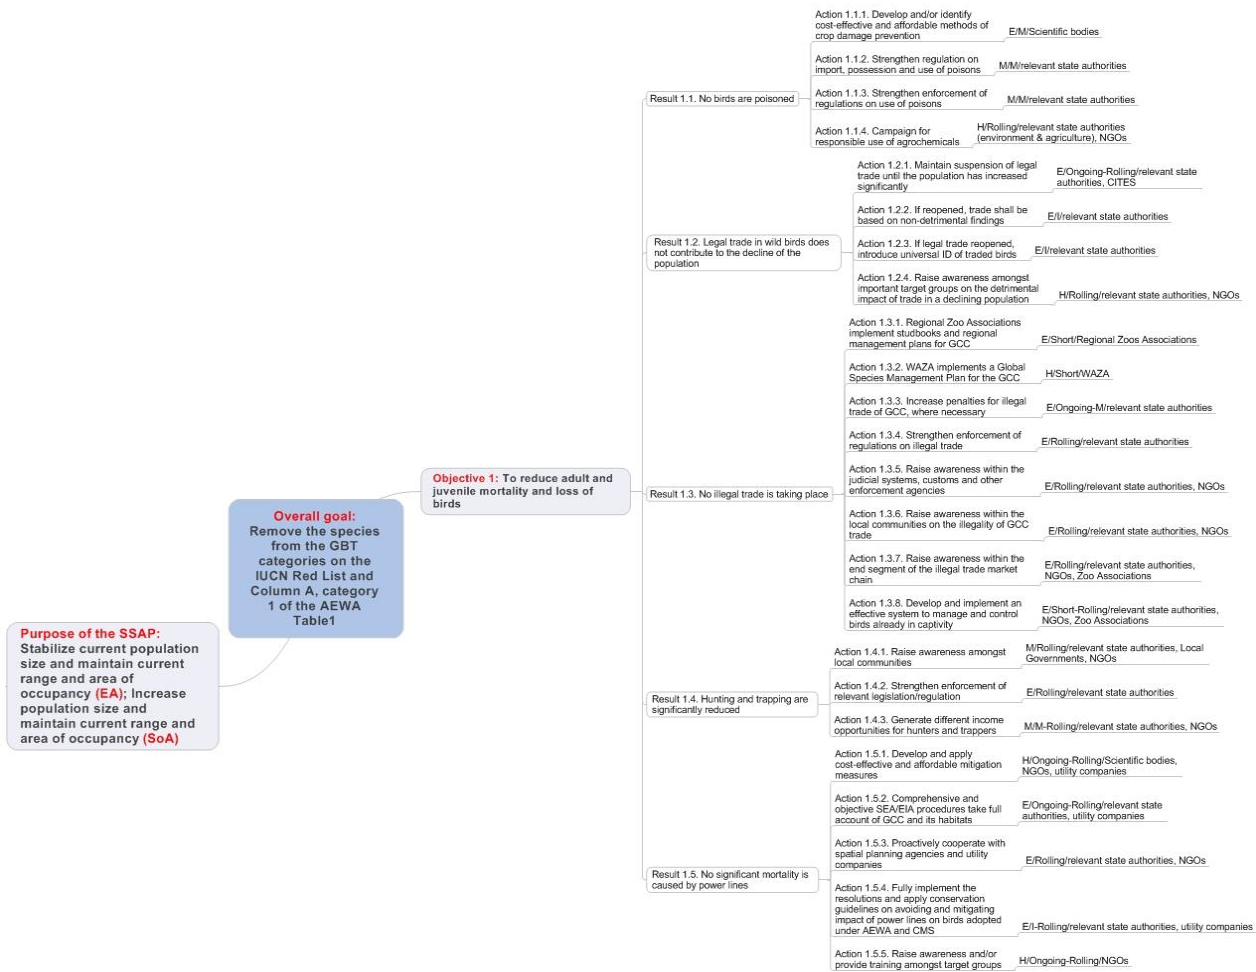 Purpose of the SSAP:
Stabilize current population
size and maintain current
range and area of
occupancy (EA); Increase
population size and
maintain current range and
area of occupancy (SoA)
Overall goal:
Remove the species
from the GBT
categories on the
IUCN Red List and
Column A, category
1 of the AEWA
Table1
Objective 1: To reduce adult and
juvenile mortality and loss of
birds
Result 1.1. No birds are poisoned
Action 1.1.1. Develop and/or identify
cost-effective and affordable methods of
crop damage prevention
E/M/Scientific bodies
Action 1.1.2. Strengthen regulation on
import, possession and use of poisons
M/M/relevant state authorities
Action 1.1.3. Strengthen enforcement of
regulations on use of poisons
M/M/relevant state authorities
Action 1.1.4. Campaign for
responsible use of agrochemicals
H/Rolling/relevant state authorities
(environment & agriculture), NGOs
Result 1.2. Legal trade in wild birds does
not contribute to the decline of the
population
Action 1.2.1. Maintain suspension of legal
trade until the population has increased
significantly
E/Ongoing-Rolling/relevant state
authorities, CITES
Action 1.2.2. If reopened, trade shall be
based on non-detrimental findings
E/I/relevant state authorities
Action 1.2.3. If legal trade reopened,
introduce universal ID of traded birds
E/I/relevant state authorities
Action 1.2.4. Raise awareness amongst
important target groups on the detrimental
impact of trade in a declining population
H/Rolling/relevant state authorities, NGOs
Result 1.3. No illegal trade is taking place
Action 1.3.1. Regional Zoo Associations
implement studbooks and regional
management plans for GCC
E/Short/Regional Zoos Associations
Action 1.3.2. WAZA implements a Global
Species Management Plan for the GCC
H/Short/WAZA
Action 1.3.3. Increase penalties for illegal
trade of GCC, where necessary
E/Ongoing-M/relevant state authorities
Action 1.3.4. Strengthen enforcement of
regulations on illegal trade
E/Rolling/relevant state authorities
Action 1.3.5. Raise awareness within the
judicial systems, customs and other
enforcement agencies
E/Rolling/relevant state authorities, NGOs
Action 1.3.6. Raise awareness within the
local communities on the illegality of GCC
trade
E/Rolling/relevant state authorities, NGOs
Action 1.3.7. Raise awareness within the
end segment of the illegal trade market
chain
E/Rolling/relevant state authorities,
NGOs, Zoo Associations
Action 1.3.8. Develop and implement an
effective system to manage and control
birds already in captivity
E/Short-Rolling/relevant state authorities,
NGOs, Zoo Associations
Result 1.4. Hunting and trapping are
significantly reduced
Action 1.4.1. Raise awareness amongst
local communities
M/Rolling/relevant state authorities, Local
Governments, NGOs
Action 1.4.2. Strengthen enforcement of
relevant legislation/regulation
E/Rolling/relevant state authorities
Action 1.4.3. Generate different income
opportunities for hunters and trappers
M/M-Rolling/relevant state authorities, NGOs
Result 1.5. No significant mortality is
caused by power lines
Action 1.5.1. Develop and apply
cost-effective and affordable mitigation
measures
H/Ongoing-Rolling/Scientific bodies,
NGOs, utility companies
Action 1.5.2. Comprehensive and
objective SEA/EIA procedures take full
account of GCC and its habitats
E/Ongoing-Rolling/relevant state
authorities, utility companies
Action 1.5.3. Proactively cooperate with
spatial planning agencies and utility
companies
E/Rolling/relevant state authorities, NGOs
Action 1.5.4. Fully implement the
resolutions and apply conservation
guidelines on avoiding and mitigating
impact of power lines on birds adopted
under AEWA and CMS
E/I-Rolling/relevant state authorities, utility companies
Action 1.5.5. Raise awareness and/or
provide training amongst target groups
H/Ongoing-Rolling/NGOs